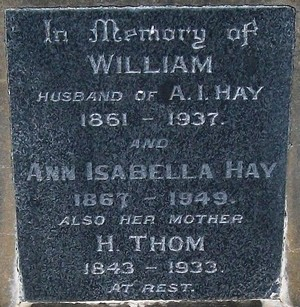 In Memory of
WILLIAM
HUSBAND OF A.I. HAY
1861 - 1937.
AND
ANN ISABELLA HAY
1867 - 1949.
ALSO HER MOTHER
H. THOM
1843 - 1933.
AT REST.